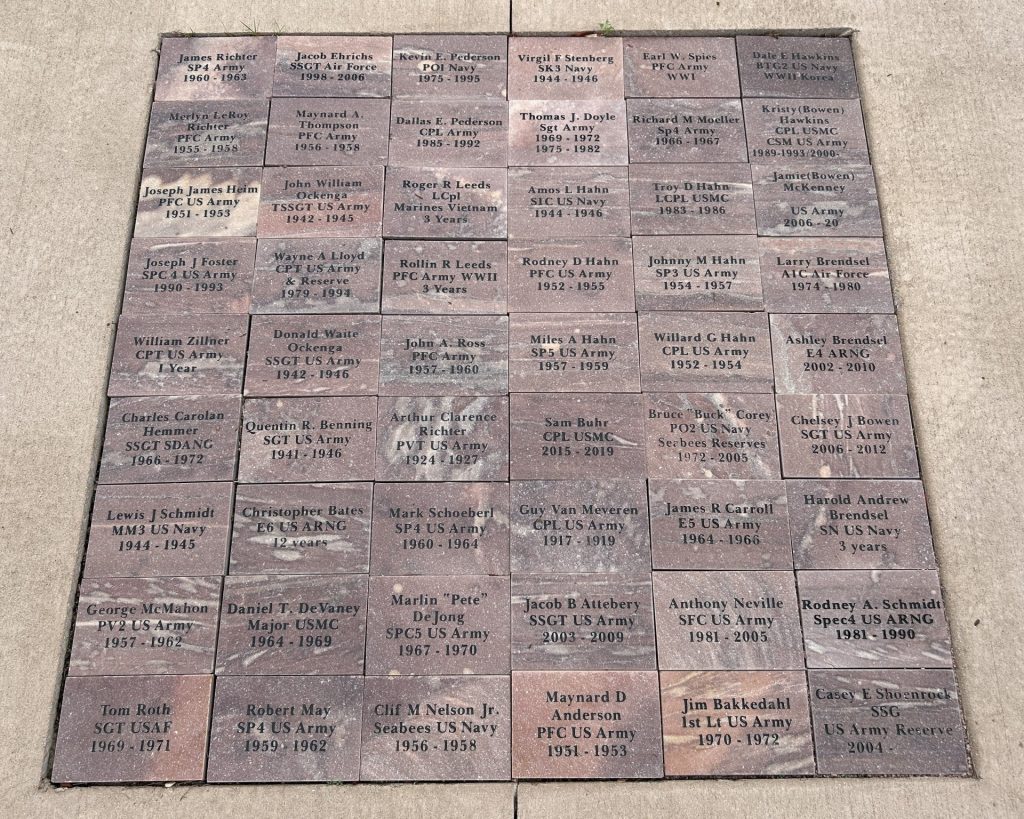 James Richter
SP4 Army
1960 - 1963
Jacob Ehrichs
SSGT Air Force
1998 - 2006
Kevin E. Pederson
PO1 Navy
1975 - 1995
Virgil F Stenberg
SK3 Navy
1944 - 1946
Earl W. Spies
PFC Army
WWI
Dale E Hawkins
BTG2 US Navy
WWII Korea
Merlyn LeRoy
Richter
PFC Army
1955 - 1958
Maynard A.
Thompson
PFC Army
1956 - 1958
Dallas E. Pederson
CPL Army
1985 - 1992
Thomas J. Doyle
Sgt Army
1969 - 1972
1975 - 1982
Richard M Moeller
Sp4 Army
1966 - 1967
Kristy(Bowen)
Hawkins
CPL USMC
CSM US Army
1989-1993/2000-
Joseph James Heim
PFC US Army
1951 - 1953
John William
Ockenga
TSSGT US Army
1942 - 1945
Roger R Leeds
LCpl
Marines Vietnam
3 Years
Amos L Hahn
S1C US Navy
1944 - 1946
Troy D Hahn
LCPL USMC
1983 - 1986
Jamie(Bowen)
McKenney
US Army
2006 - 20
Joseph J Foster
SPC 4 US Army
1990 - 1993
Wayne A Lloyd
CPT US Army
& Reserve
1979 - 1994
Rollin R Leeds
PFC Army WWII
3 Years
Rodney D Hahn
PFC US Army
1952 - 1955
Johnny M Hahn
SP3 US Army
1954 - 1957
Larry Brendsel
A1C Air Force
1974 - 1980
William Zillner
CPT US Army
1 Year
Donald Waite
Ockenga
SSGT US Army
1942 - 1946
John A. Ross
PFC Army
1957 - 1960
Miles A Hahn
SP5 US Army
1957 - 1959
Willard G Hahn
CPL US Army
1952 - 1954
Ashley Brendsel
E4 ARNG
2002 - 2010
Charles Carolan
Hemmer
SSGT SDANG
1966 - 1972
Quentin R. Benning
SGT US Army
1941 - 1946
Arthur Clarence
Richter
PVT US Army
1924 - 1927
Sam Buhr
CPL USMC
2015 - 2019
Bruce "Buck" Corey
PO2 US Navy
Seabees Reserves
1972 - 2005
Chelsey J Bowen
SGT US Army
2006 - 2012
Lewis J Schmidt
MM3 US Navy
1944 - 1945
Christopher Bates
E6 US ARNG
12 years
Mark Schoeberl
SP4 US Army
1960 - 1964
Guy Van Meveren
CPL US Army
1917 - 1919
James R Carroll
E5 US Army
1964 - 1966
Harold Andrew
Brendsel
SN US Navy
3 years
George McMahon
PV2 US Army
1957 - 1962
Daniel T. DeVaney
Major USMC
1964 - 1969
Marlin "Pete"
DeJong
SPC5 US Army
1967 - 1970
Jacob B Attebery
SSGT US Army
2003 - 2009
Anthony Neville
SFC US Army
1981 - 2005
Rodney A. Schmidt
Spec4 US ARNG
1981 - 1990
Tom Roth
SGT USAF
1969 - 1971
Robert May
SP4 US Army
1959 - 1962
Clif M Nelson Jr.
Seabees US Navy
1956 - 1958
Maynard D
Anderson
PFC US Army
1951 - 1953
Jim Bakkedahl
1st Lt US Army
1970 - 1972
Casey E Shoenrock
SSG
US Army Reserve
2004 -